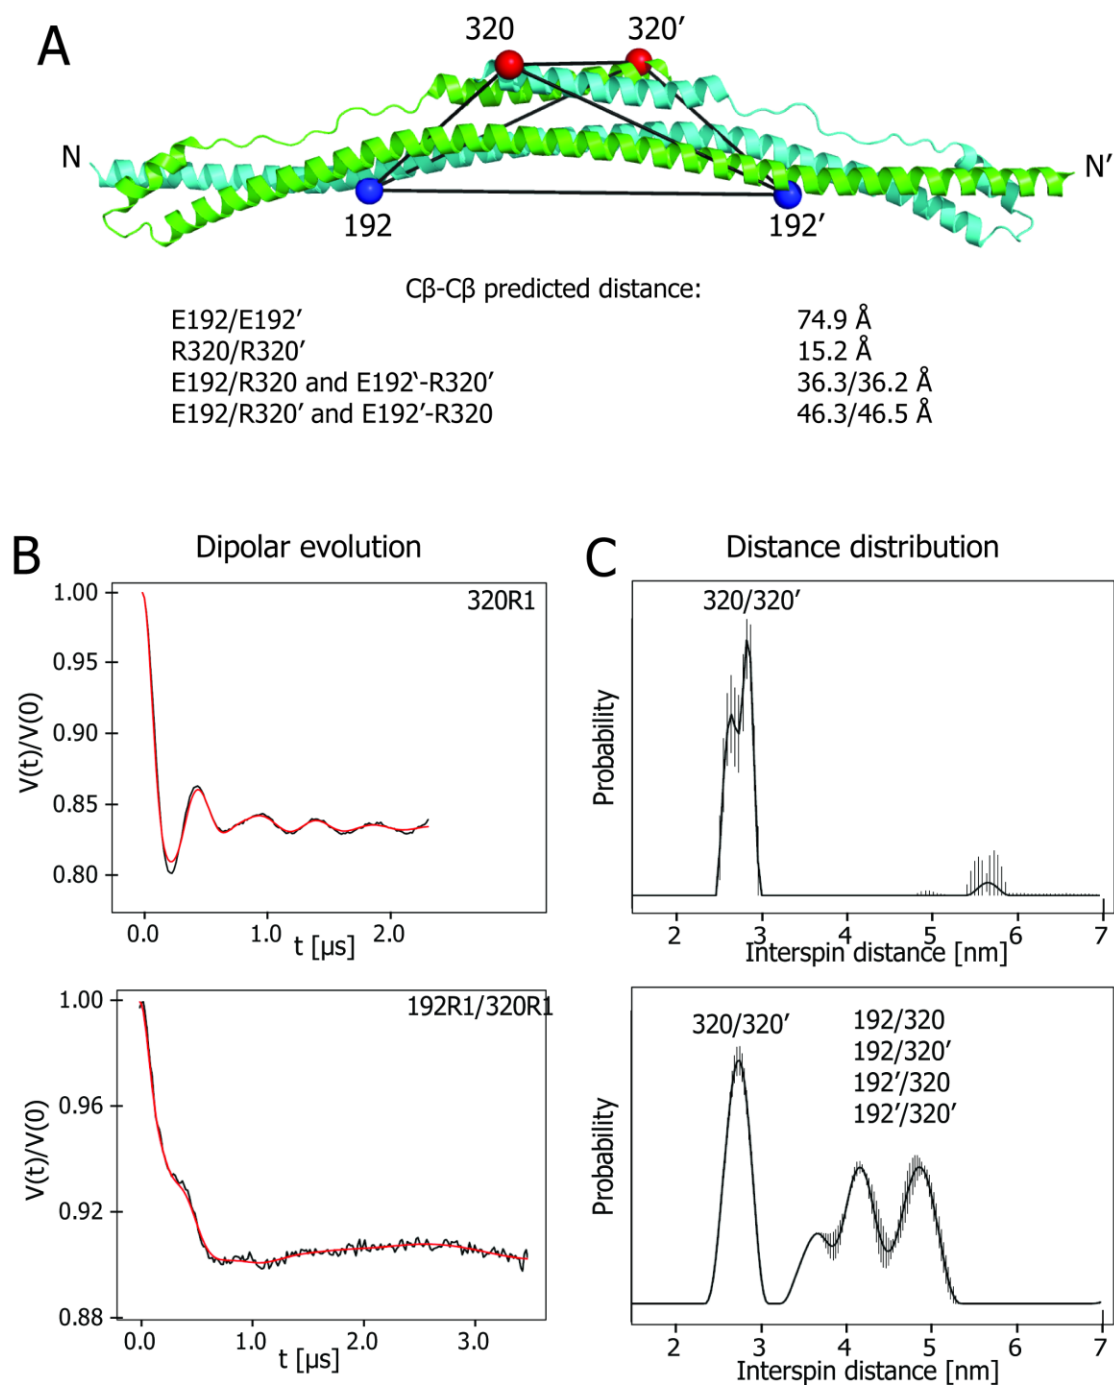 A
320 320′
N N′
192 192′
Cβ-Cβ predicted distance:
E192/E192′ 74.9 Å
R320/R320′ 15.2 Å
E192/R320 and E192‘-R320′ 36.3/36.2 Å
E192/R320′ and E192′-R320 46.3/46.5 Å
B Dipolar evolution
320R1
V(t)/V(0)
1.00
0.95
0.90
0.85
0.80
0.0 1.0 2.0
t [µs]
192R1/320R1
V(t)/V(0)
1.00
0.96
0.92
0.88
0.0 1.0 2.0 3.0
t [µs]
C Distance distribution
320/320′
Probability
2 3 4 5 6 7
Interspin distance [nm]
320/320′
192/320
192/320′
192′/320
192′/320′
Probability
2 3 4 5 6 7
Interspin distance [nm]